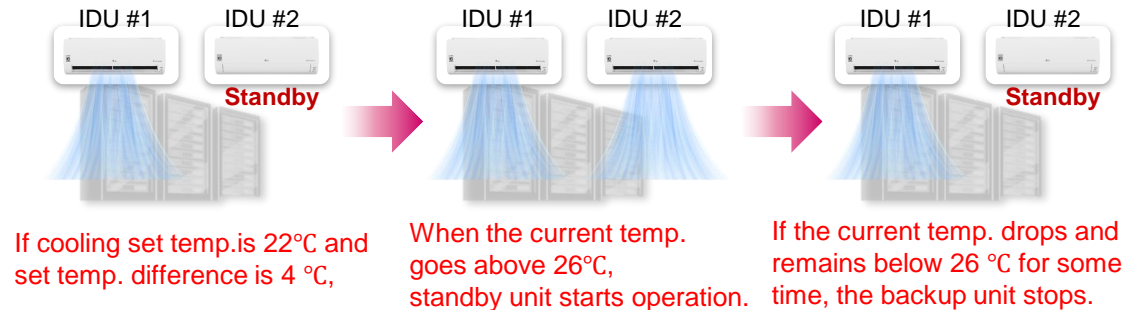 IDU #1
IDU #2
Standby
If cooling set temp.is 22℃ and
set temp. difference is 4 ℃,
IDU #1
IDU #2
When the current temp.
goes above 26℃,
standby unit starts operation.
IDU #1
IDU #2
Standby
If the current temp. drops and
remains below 26 ℃ for some
time, the backup unit stops.